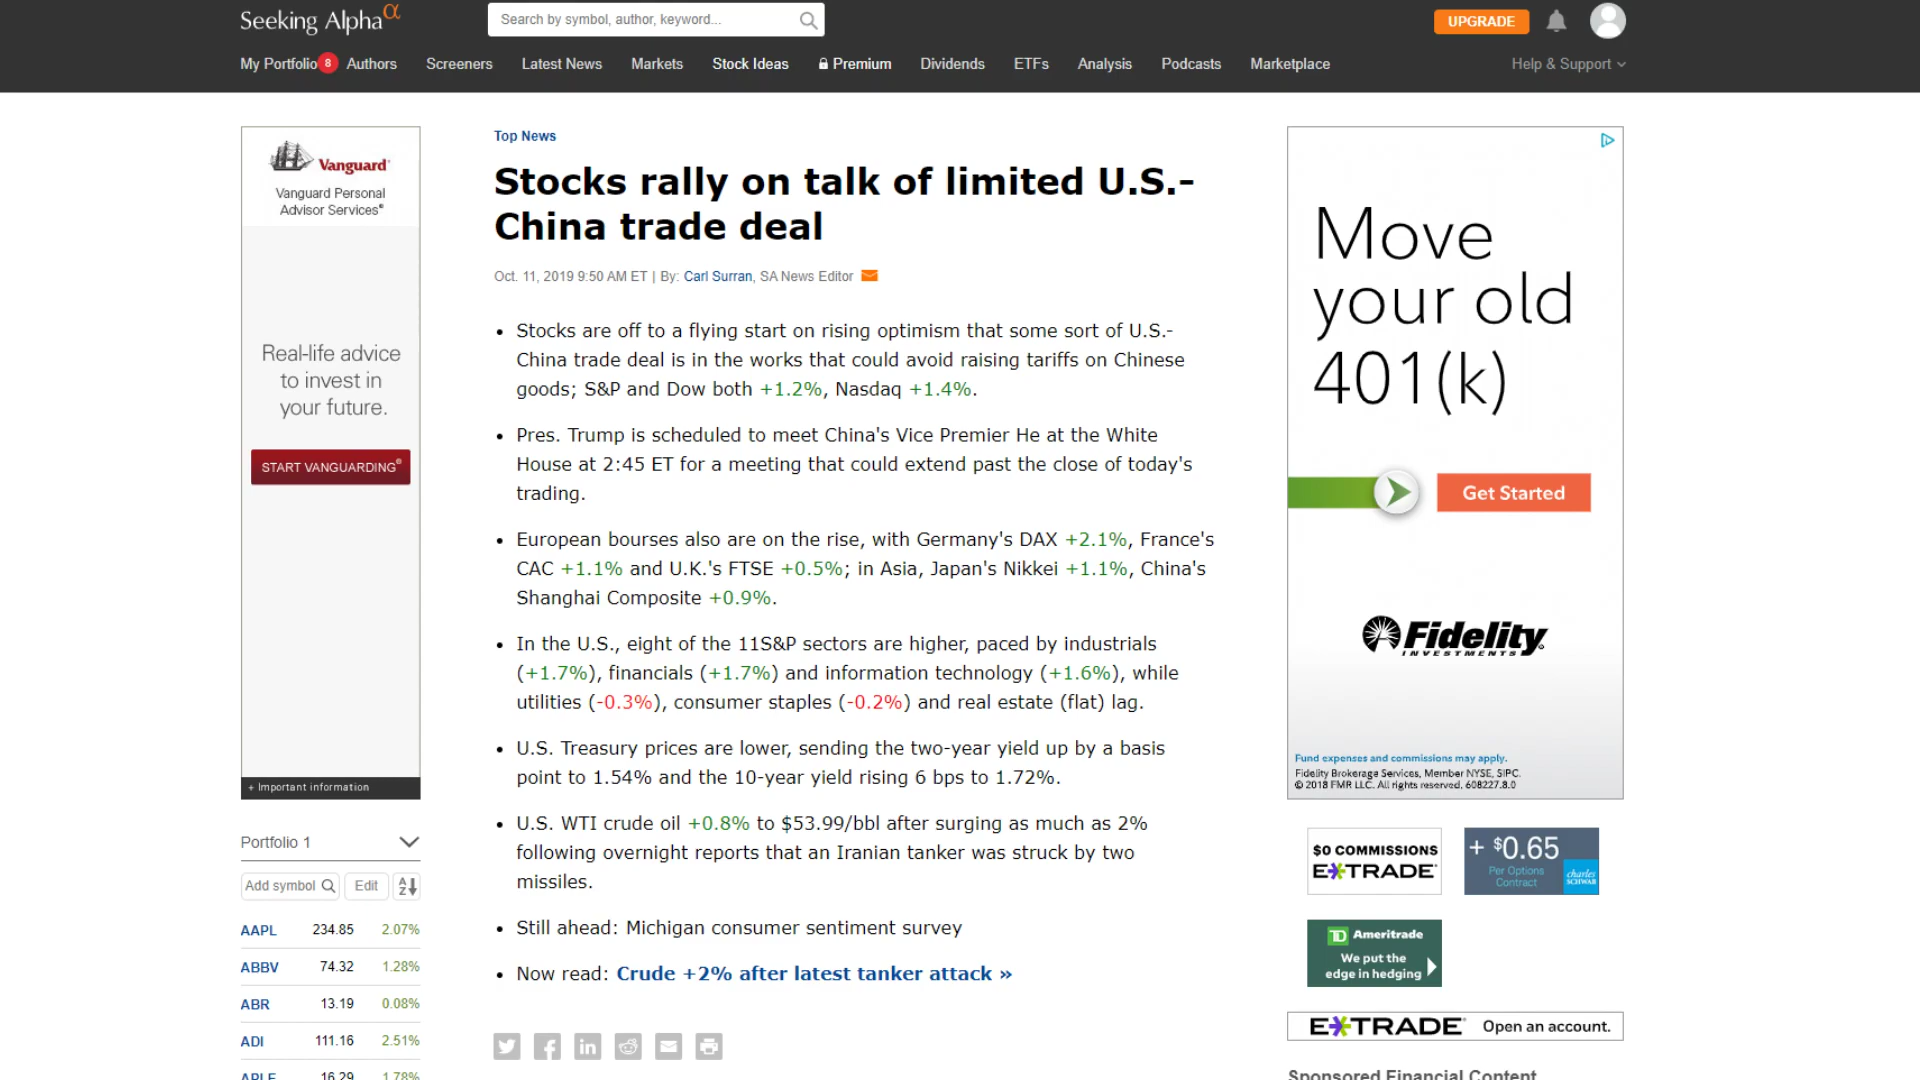 Seeking Alpha α
Search by symbol, author, keyword...
UPGRADE
My Portfolio 8 Authors Screeners Latest News Markets Stock Ideas Premium Dividends ETFs Analysis Podcasts Marketplace Help & Support
Vanguard®
Vanguard Personal
Advisor Services®
Real-life advice
to invest in
your future.
START VANGUARDING®
+ Important information
Portfolio 1
Add symbol Edit A Z
AAPL 234.85 2.07%
ABBV 74.32 1.28%
ABR 13.19 0.08%
ADI 111.16 2.51%
APLE 16.29 1.78%
Top News
Stocks rally on talk of limited U.S.-
China trade deal
Oct. 11, 2019 9:50 AM ET | By: Carl Surran, SA News Editor
• Stocks are off to a flying start on rising optimism that some sort of U.S.-
China trade deal is in the works that could avoid raising tariffs on Chinese
goods; S&P and Dow both +1.2%, Nasdaq +1.4%.
• Pres. Trump is scheduled to meet China's Vice Premier He at the White
House at 2:45 ET for a meeting that could extend past the close of today's
trading.
• European bourses also are on the rise, with Germany's DAX +2.1%, France's
CAC +1.1% and U.K.'s FTSE +0.5%; in Asia, Japan's Nikkei +1.1%, China's
Shanghai Composite +0.9%.
• In the U.S., eight of the 11S&P sectors are higher, paced by industrials
(+1.7%), financials (+1.7%) and information technology (+1.6%), while
utilities (-0.3%), consumer staples (-0.2%) and real estate (flat) lag.
• U.S. Treasury prices are lower, sending the two-year yield up by a basis
point to 1.54% and the 10-year yield rising 6 bps to 1.72%.
• U.S. WTI crude oil +0.8% to $53.99/bbl after surging as much as 2%
following overnight reports that an Iranian tanker was struck by two
missiles.
• Still ahead: Michigan consumer sentiment survey
• Now read: Crude +2% after latest tanker attack »
Move
your old
401(k)
Get Started
Fidelity
INVESTMENTS
Fund expenses and commissions may apply.
Fidelity Brokerage Services, Member NYSE, SIPC.
© 2018 FMR LLC. All rights reserved. 608227.8.0
$0 COMMISSIONS
E*TRADE
+ $0.65
Per Options
Contract
charles
SCHWAB
TD Ameritrade
We put the
edge in hedging
E*TRADE Open an account.
Sponsored Financial Content